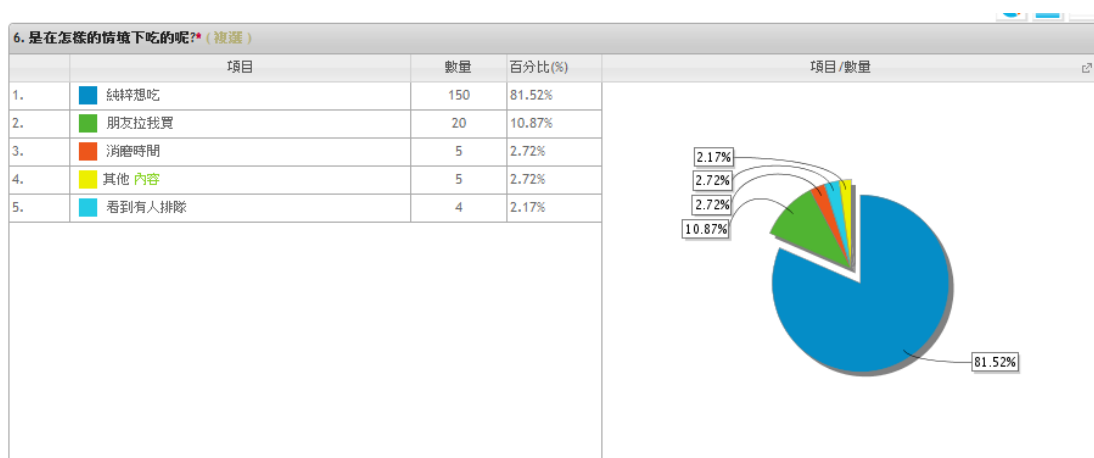 6. 是在怎樣的情境下吃的呢?*（複選）
項目 數量 百分比(%) 項目/數量
1. 純粹想吃 150 81.52%
2. 朋友拉我買 20 10.87%
3. 消磨時間 5 2.72%
4. 其他 內容 5 2.72%
5. 看到有人排隊 4 2.17%
2.17%
2.72%
2.72%
10.87%
81.52%